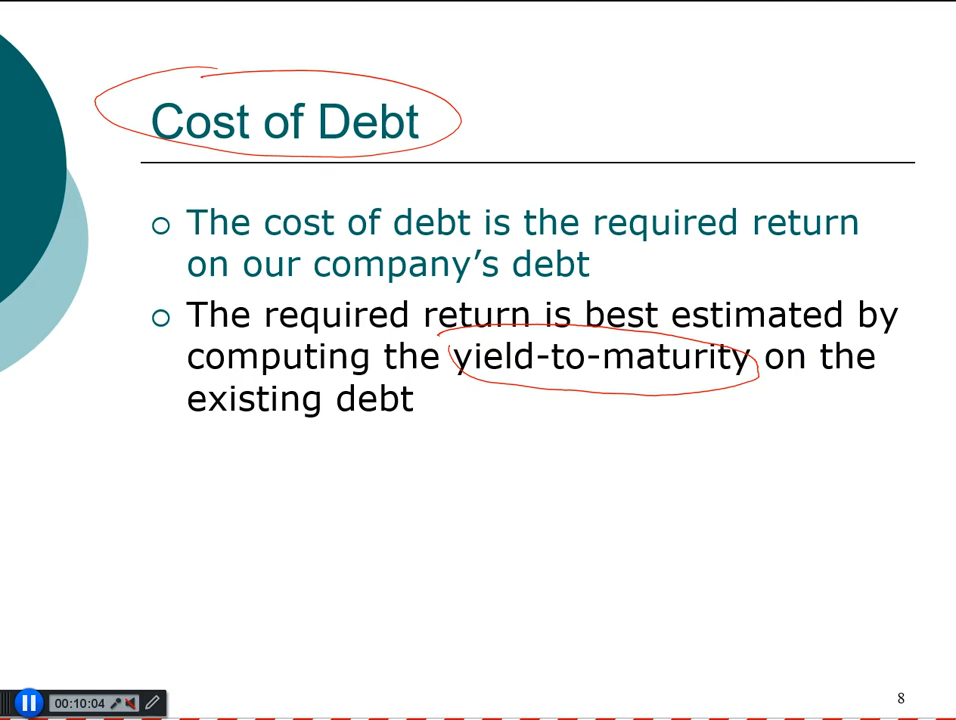 Cost of Debt
The cost of debt is the required return
on our company’s debt
The required return is best estimated by
computing the yield-to-maturity on the
existing debt
8
00:10:04